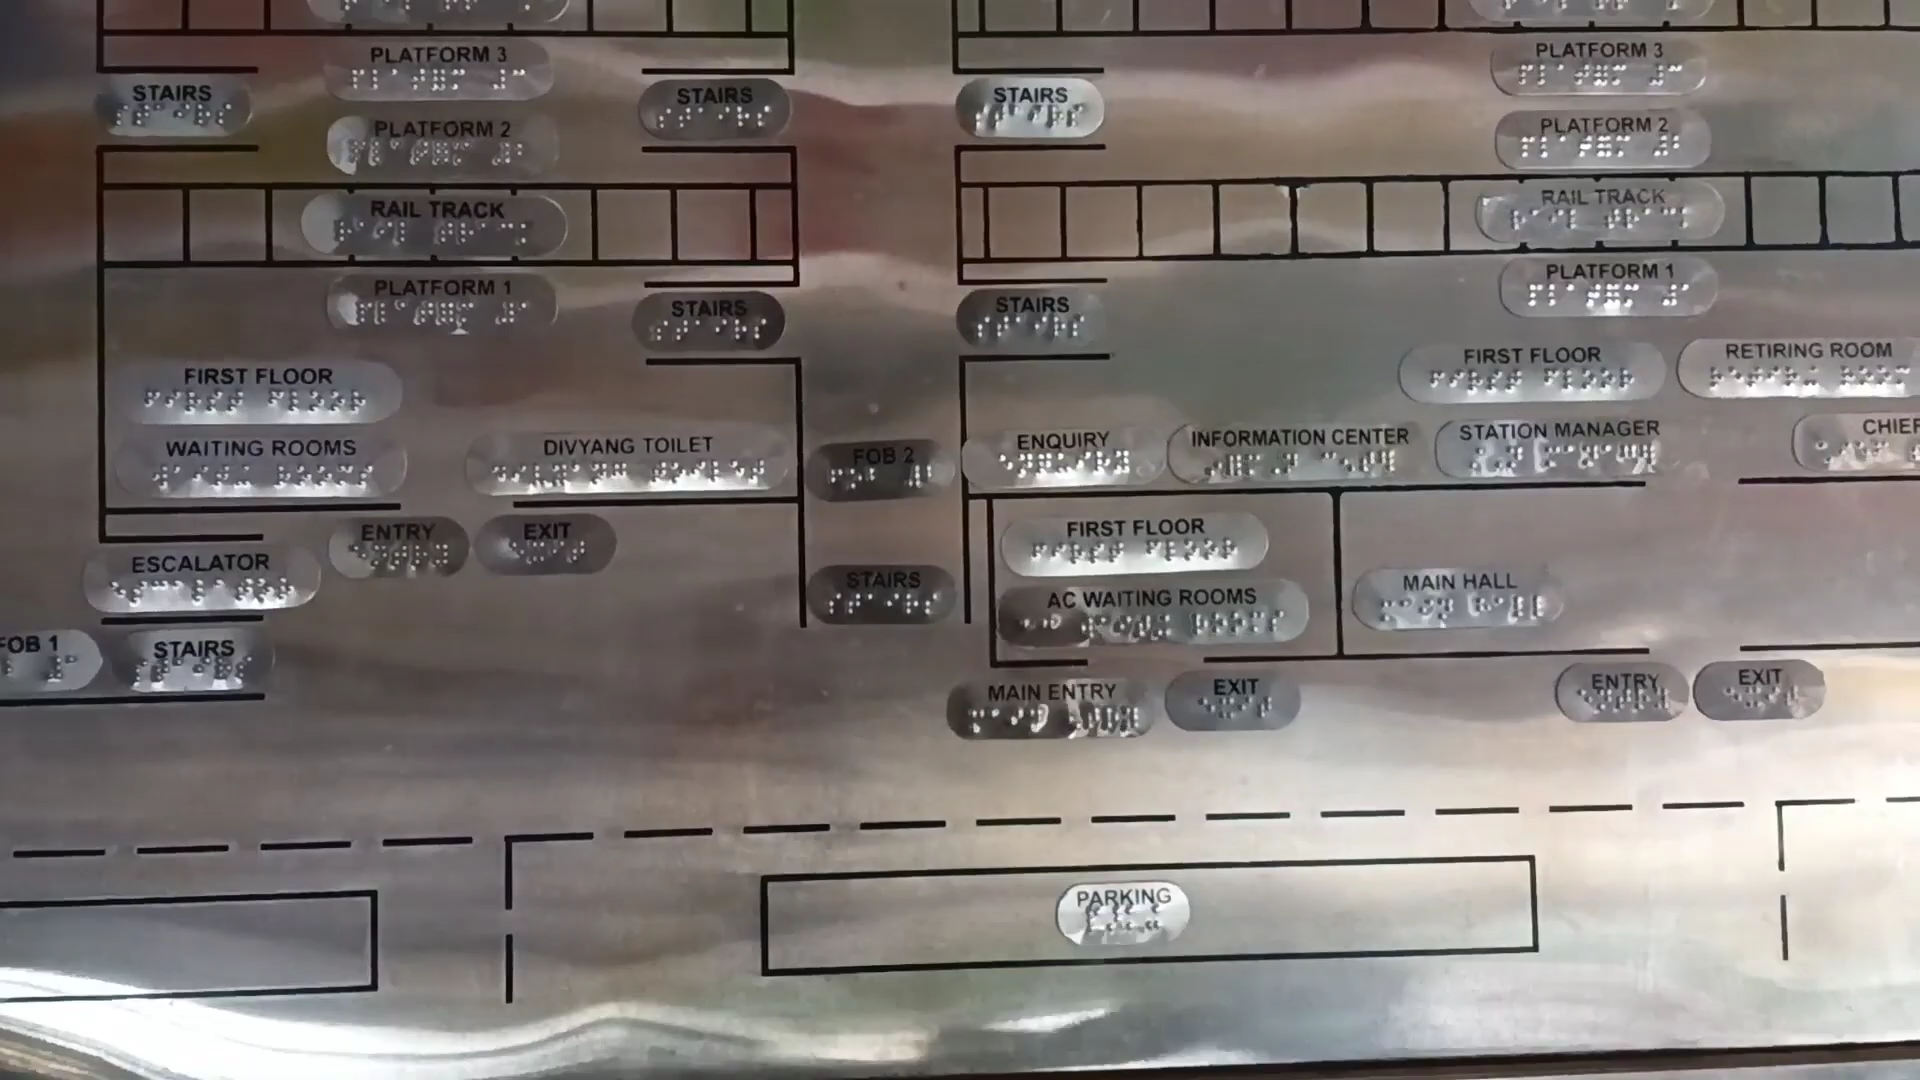 PLATFORM 3
PLATFORM 3
STAIRS
STAIRS
STAIRS
PLATFORM 2
PLATFORM 2
RAIL TRACK
RAIL TRACK
PLATFORM 1
PLATFORM 1
STAIRS
STAIRS
FIRST FLOOR
FIRST FLOOR
RETIRING ROOM
WAITING ROOMS
DIVYANG TOILET
FOB 2
ENQUIRY
INFORMATION CENTER
STATION MANAGER
CHIEF
ENTRY
EXIT
FIRST FLOOR
ESCALATOR
STAIRS
AC WAITING ROOMS
MAIN HALL
FOB 1
STAIRS
MAIN ENTRY
EXIT
ENTRY
EXIT
PARKING